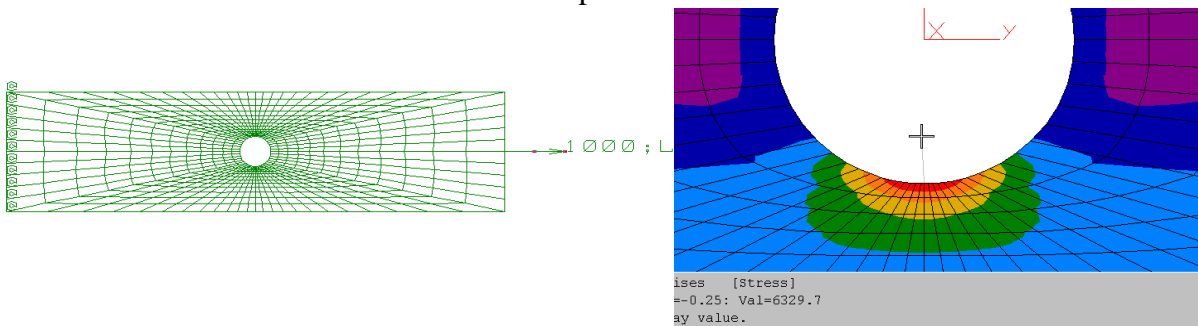 X
Y
1000;L
ises [Stress]
=-0.25: Val=6329.7
ay value.